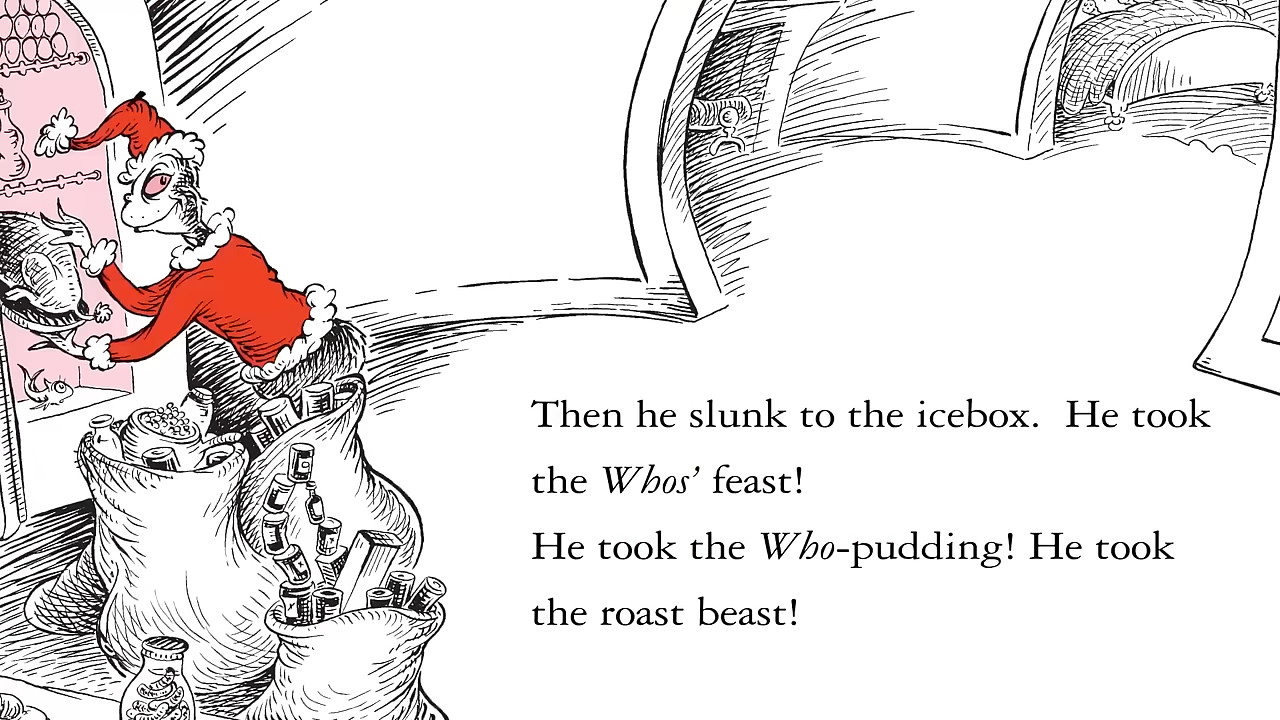 Then he slunk to the icebox. He took
the Whos’ feast!
He took the Who-pudding! He took
the roast beast!